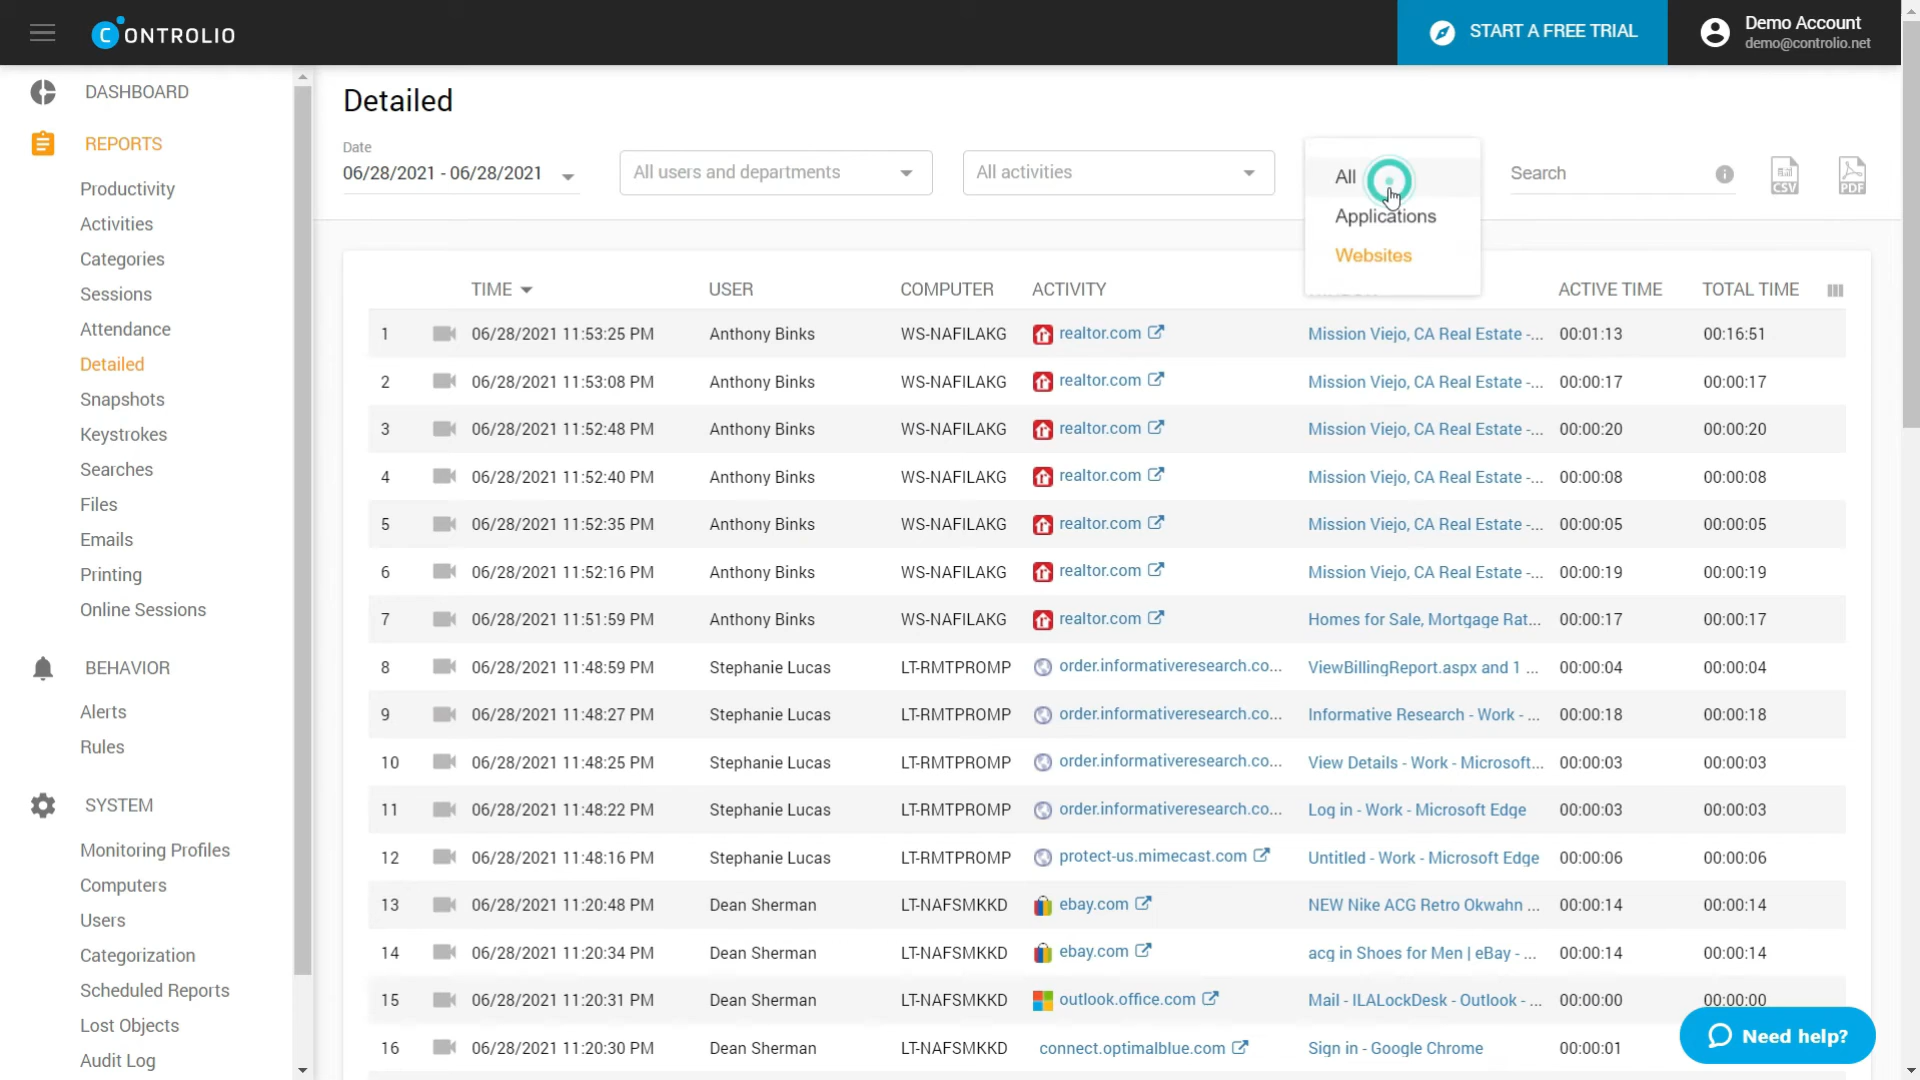 CONTROLIO
START A FREE TRIAL
Demo Account
demo@controlio.net
DASHBOARD
REPORTS
Productivity
Activities
Categories
Sessions
Attendance
Detailed
Snapshots
Keystrokes
Searches
Files
Emails
Printing
Online Sessions
BEHAVIOR
Alerts
Rules
SYSTEM
Monitoring Profiles
Computers
Users
Categorization
Scheduled Reports
Lost Objects
Audit Log
Detailed
Date
06/28/2021 - 06/28/2021
All users and departments
All activities
All
Applications
Websites
Search
CSV
PDF
TIME USER COMPUTER ACTIVITY ACTIVE TIME TOTAL TIME
1 06/28/2021 11:53:25 PM Anthony Binks WS-NAFILAKG realtor.com Mission Viejo, CA Real Estate -... 00:01:13 00:16:51
2 06/28/2021 11:53:08 PM Anthony Binks WS-NAFILAKG realtor.com Mission Viejo, CA Real Estate -... 00:00:17 00:00:17
3 06/28/2021 11:52:48 PM Anthony Binks WS-NAFILAKG realtor.com Mission Viejo, CA Real Estate -... 00:00:20 00:00:20
4 06/28/2021 11:52:40 PM Anthony Binks WS-NAFILAKG realtor.com Mission Viejo, CA Real Estate -... 00:00:08 00:00:08
5 06/28/2021 11:52:35 PM Anthony Binks WS-NAFILAKG realtor.com Mission Viejo, CA Real Estate -... 00:00:05 00:00:05
6 06/28/2021 11:52:16 PM Anthony Binks WS-NAFILAKG realtor.com Mission Viejo, CA Real Estate -... 00:00:19 00:00:19
7 06/28/2021 11:51:59 PM Anthony Binks WS-NAFILAKG realtor.com Homes for Sale, Mortgage Rat... 00:00:17 00:00:17
8 06/28/2021 11:48:59 PM Stephanie Lucas LT-RMTPROMP order.informativeresearch.co... ViewBillingReport.aspx and 1 ... 00:00:04 00:00:04
9 06/28/2021 11:48:27 PM Stephanie Lucas LT-RMTPROMP order.informativeresearch.co... Informative Research - Work - ... 00:00:18 00:00:18
10 06/28/2021 11:48:25 PM Stephanie Lucas LT-RMTPROMP order.informativeresearch.co... View Details - Work - Microsoft... 00:00:03 00:00:03
11 06/28/2021 11:48:22 PM Stephanie Lucas LT-RMTPROMP order.informativeresearch.co... Log in - Work - Microsoft Edge 00:00:03 00:00:03
12 06/28/2021 11:48:16 PM Stephanie Lucas LT-RMTPROMP protect-us.mimecast.com Untitled - Work - Microsoft Edge 00:00:06 00:00:06
13 06/28/2021 11:20:48 PM Dean Sherman LT-NAFSMKKD ebay.com NEW Nike ACG Retro Okwahn ... 00:00:14 00:00:14
14 06/28/2021 11:20:34 PM Dean Sherman LT-NAFSMKKD ebay.com acg in Shoes for Men | eBay - ... 00:00:14 00:00:14
15 06/28/2021 11:20:31 PM Dean Sherman LT-NAFSMKKD outlook.office.com Mail - ILALockDesk - Outlook - ... 00:00:00 00:00:00
16 06/28/2021 11:20:30 PM Dean Sherman LT-NAFSMKKD connect.optimalblue.com Sign in - Google Chrome 00:00:01
Need help?